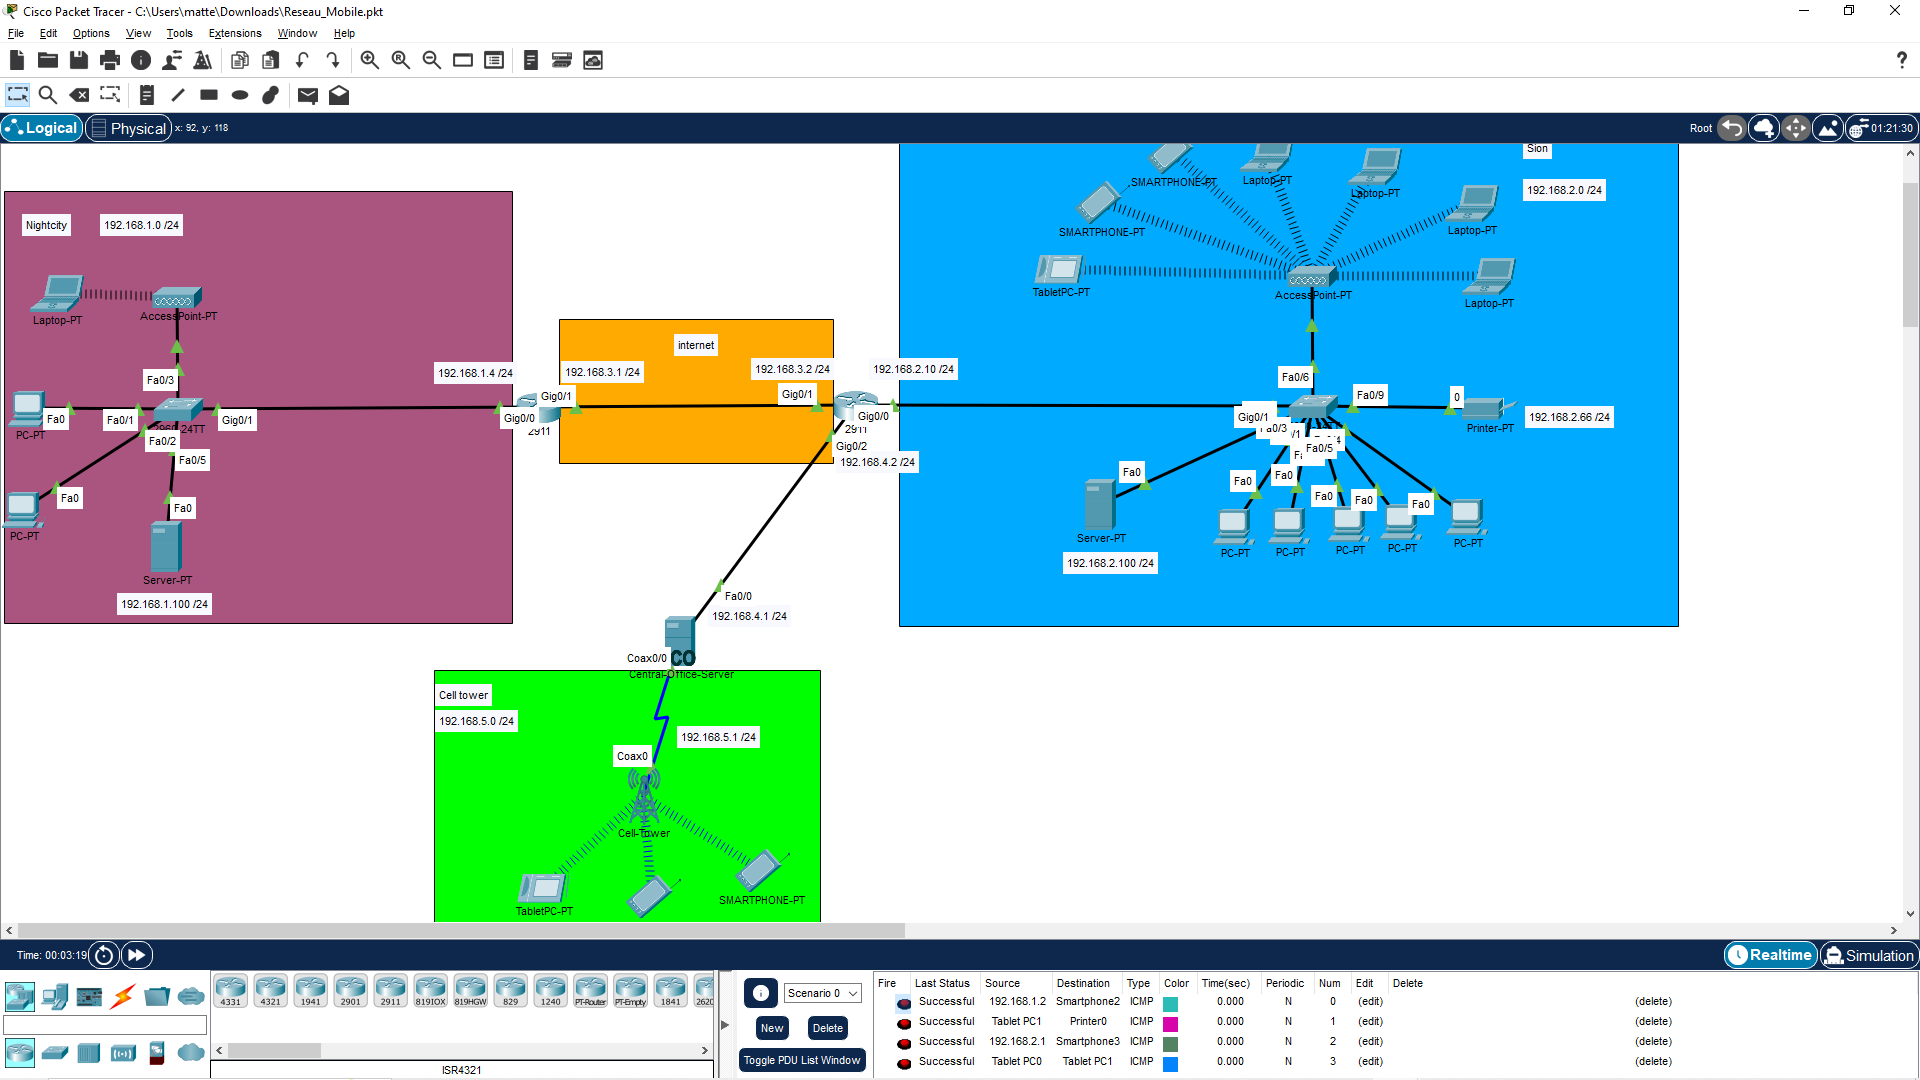 Cisco Packet Tracer - C:\Users\matte\Downloads\Reseau_Mobile.pkt
File Edit Options View Tools Extensions Window Help
Logical Physical x: 92, y: 118 Root 01:21:30
Nightcity 192.168.1.0 /24
Laptop-PT
AccessPoint-PT
Fa0/3
PC-PT
Fa0
Fa0/1
Gig0/1
Fa0/2
Fa0/5
Fa0
PC-PT
Fa0
Server-PT
192.168.1.100 /24
192.168.1.4 /24
internet
192.168.3.1 /24
192.168.3.2 /24
192.168.2.10 /24
Gig0/1
Gig0/0
2911
Gig0/1
Gig0/0
2911
Gig0/2
192.168.4.2 /24
Sion
192.168.2.0 /24
SMARTPHONE-PT
Laptop-PT
Laptop-PT
SMARTPHONE-PT
Laptop-PT
TabletPC-PT
AccessPoint-PT
Laptop-PT
Fa0/6
Fa0/9
0
Gig0/1
Printer-PT
192.168.2.66 /24
Fa0/5
Fa0
Server-PT
192.168.2.100 /24
Fa0
Fa0
Fa0
Fa0
Fa0
PC-PT
PC-PT
PC-PT
PC-PT
PC-PT
Fa0/0
192.168.4.1 /24
Coax0/0
CO
Central-Office-Server
Cell tower
192.168.5.0 /24
192.168.5.1 /24
Coax0
Cell-Tower
TabletPC-PT
SMARTPHONE-PT
Time: 00:03:19
Realtime Simulation
4331 4321 1941 2901 2911 819IOX 819HGW 829 1240 PT-Router PT-Empty 1841 2620
ISR4321
Scenario 0
New Delete
Toggle PDU List Window
Fire Last Status Source Destination Type Color Time(sec) Periodic Num Edit Delete
Successful 192.168.1.2 Smartphone2 ICMP 0.000 N 0 (edit) (delete)
Successful Tablet PC1 Printer0 ICMP 0.000 N 1 (edit) (delete)
Successful 192.168.2.1 Smartphone3 ICMP 0.000 N 2 (edit) (delete)
Successful Tablet PC0 Tablet PC1 ICMP 0.000 N 3 (edit) (delete)